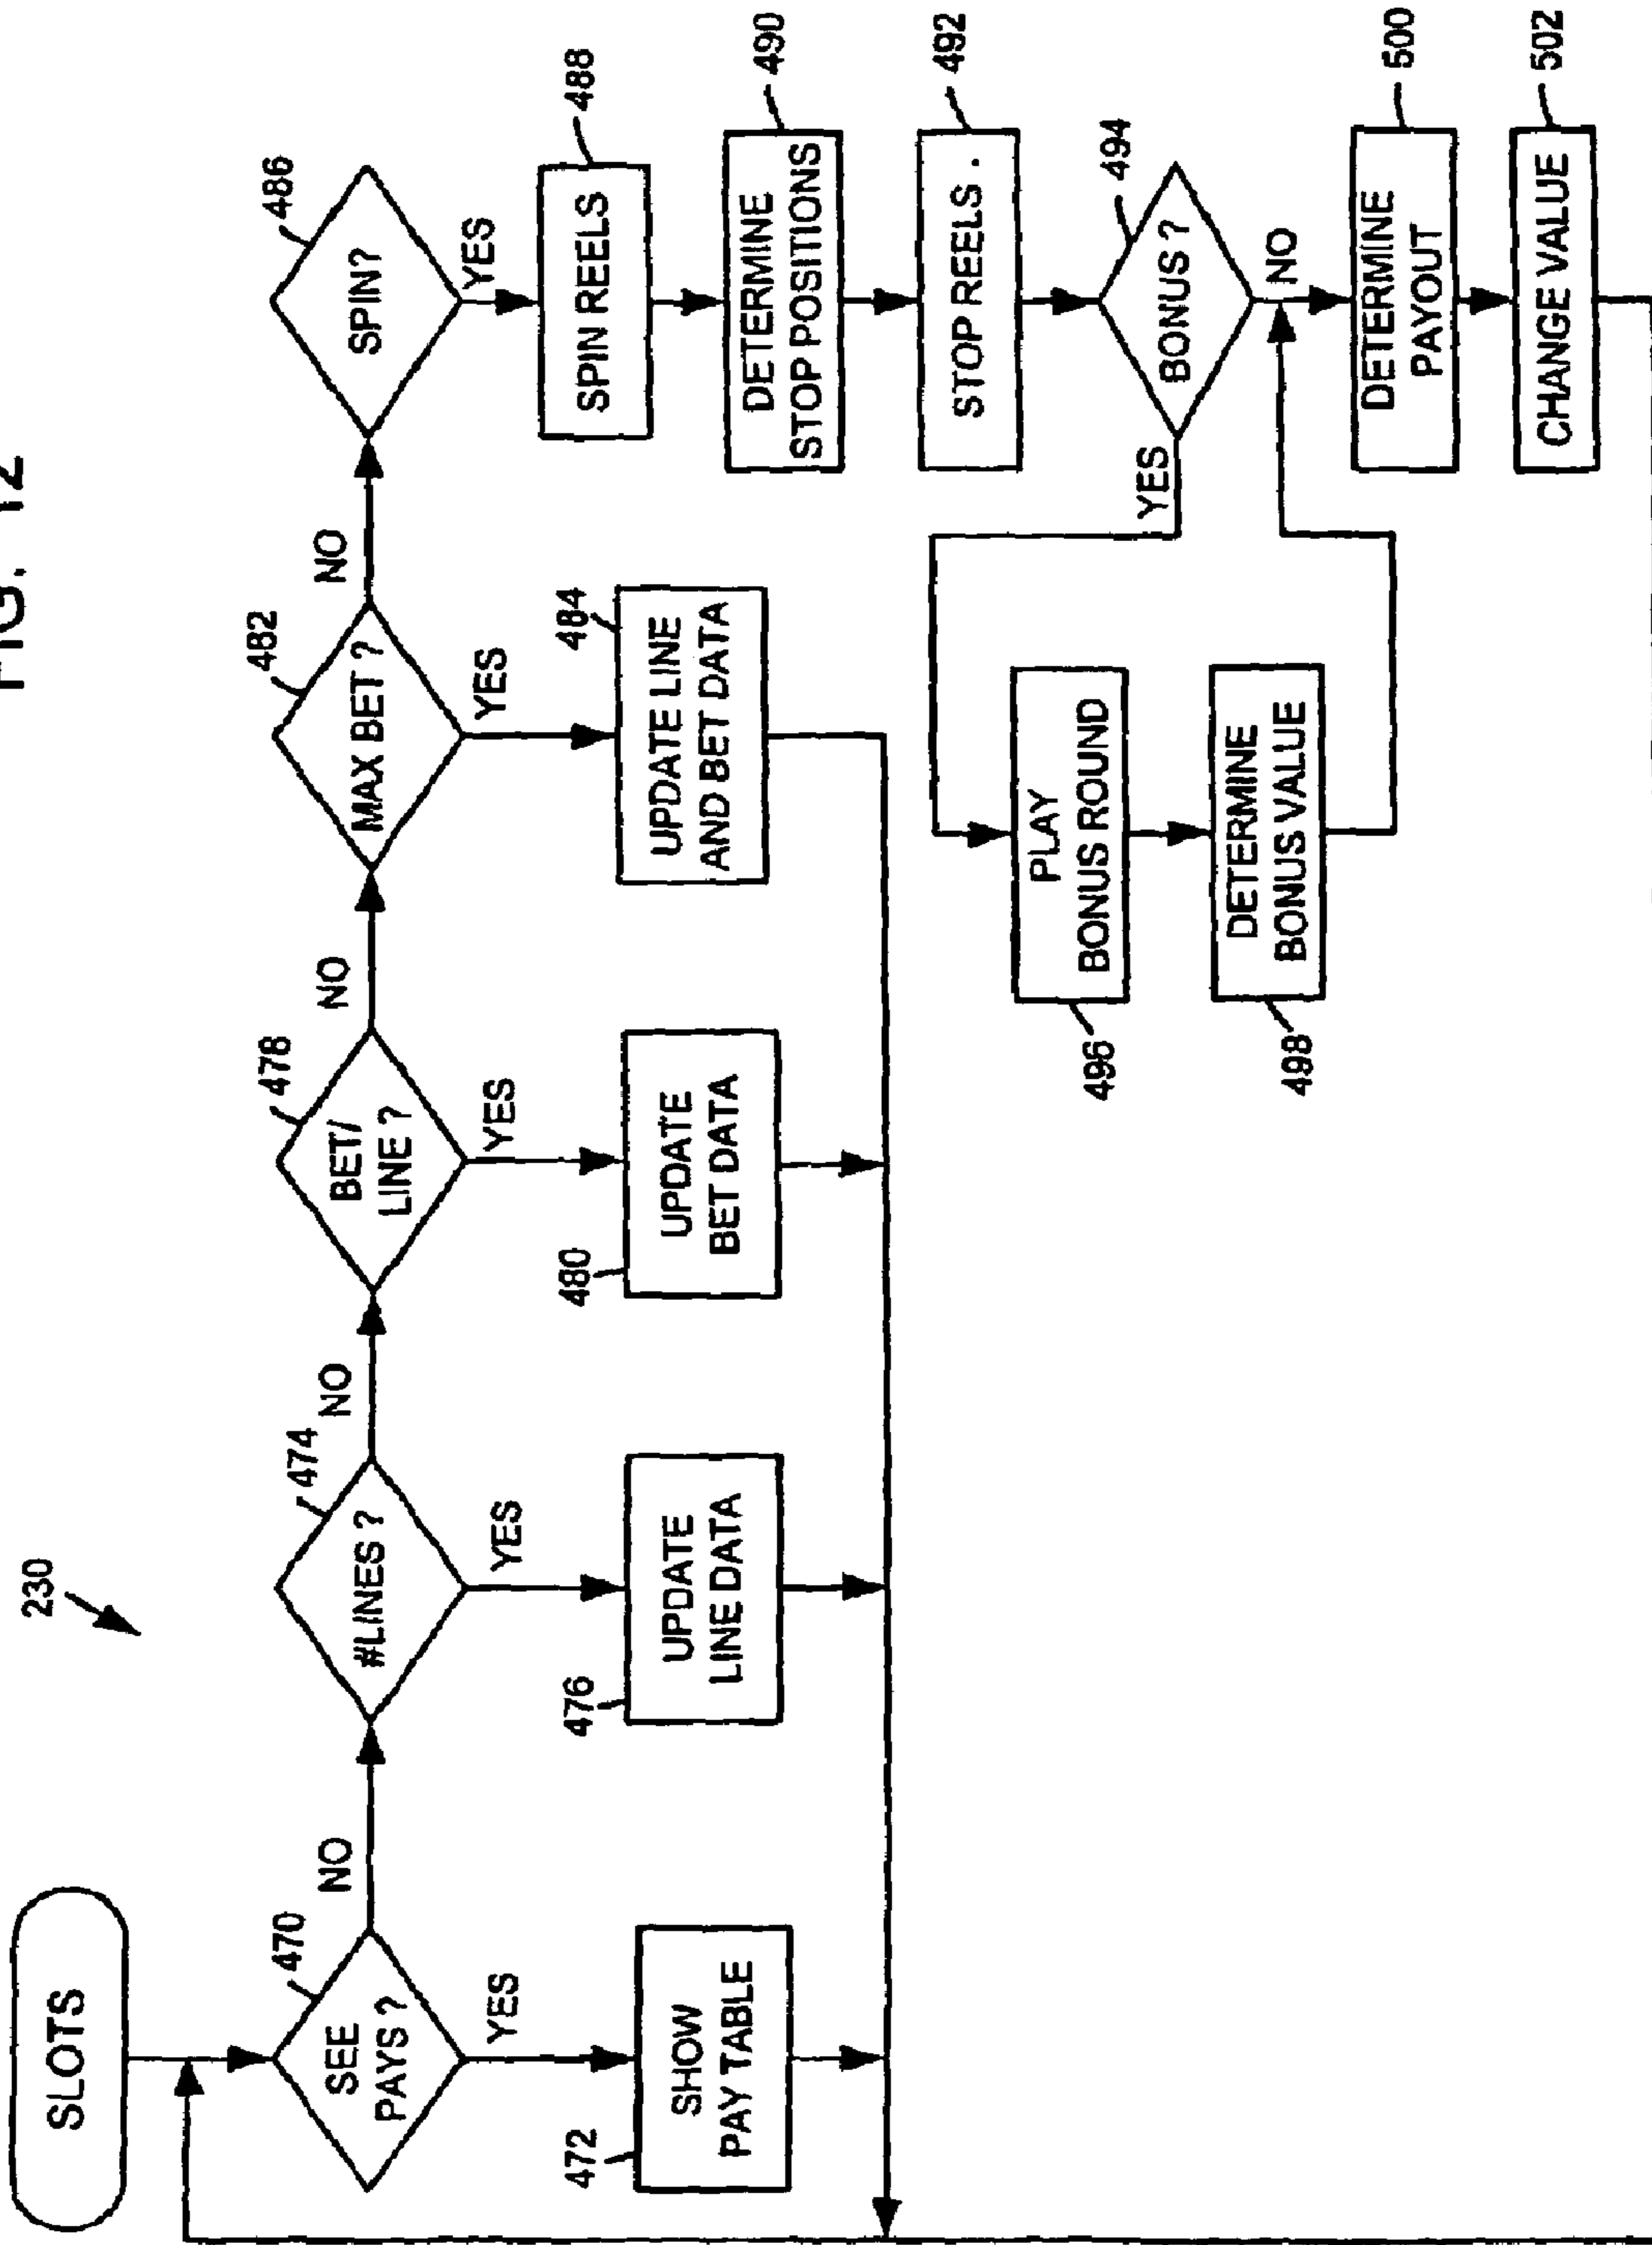 FIG. 12
230
SLOTS
470
SEE
PAYS ?
NO
YES
472
SHOW
PAY TABLE
474
#LINES ?
NO
YES
476
UPDATE
LINE DATA
478
BET/
LINE ?
NO
YES
480
UPDATE
BET DATA
482
MAX BET ?
NO
YES
484
UPDATE LINE
AND BET DATA
486
SPIN?
YES
488
SPIN REELS
490
DETERMINE
STOP POSITIONS
492
STOP REELS .
494
BONUS ?
YES
NO
496
PLAY
BONUS ROUND
498
DETERMINE
BONUS VALUE
500
DETERMINE
PAYOUT
502
CHANGE VALUE